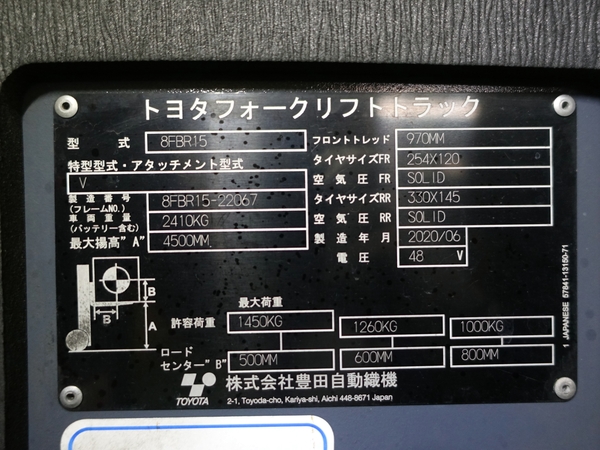 トヨタフォークリフトトラック
型 式 8FBR15
特型型式・アタッチメント型式
V
製造番号 (フレームNO.) 8FBR15-22067
車両重量 (バッテリー含む) 2410KG
最大揚高"A" 4500MM
フロントトレッド 970MM
タイヤサイズFR 254X120
空気圧FR SOLID
タイヤサイズRR 330X145
空気圧RR SOLID
製造年月 2020/06
電圧 48 V
B
B
A
最大荷重
許容荷重 1450KG 1260KG 1000KG
ロードセンター"B" 500MM 600MM 800MM
TOYOTA
株式会社豊田自動織機
2-1, Toyoda-cho, Kariya-shi, Aichi 448-8671 Japan
1 JAPANESE 57841-13150-71